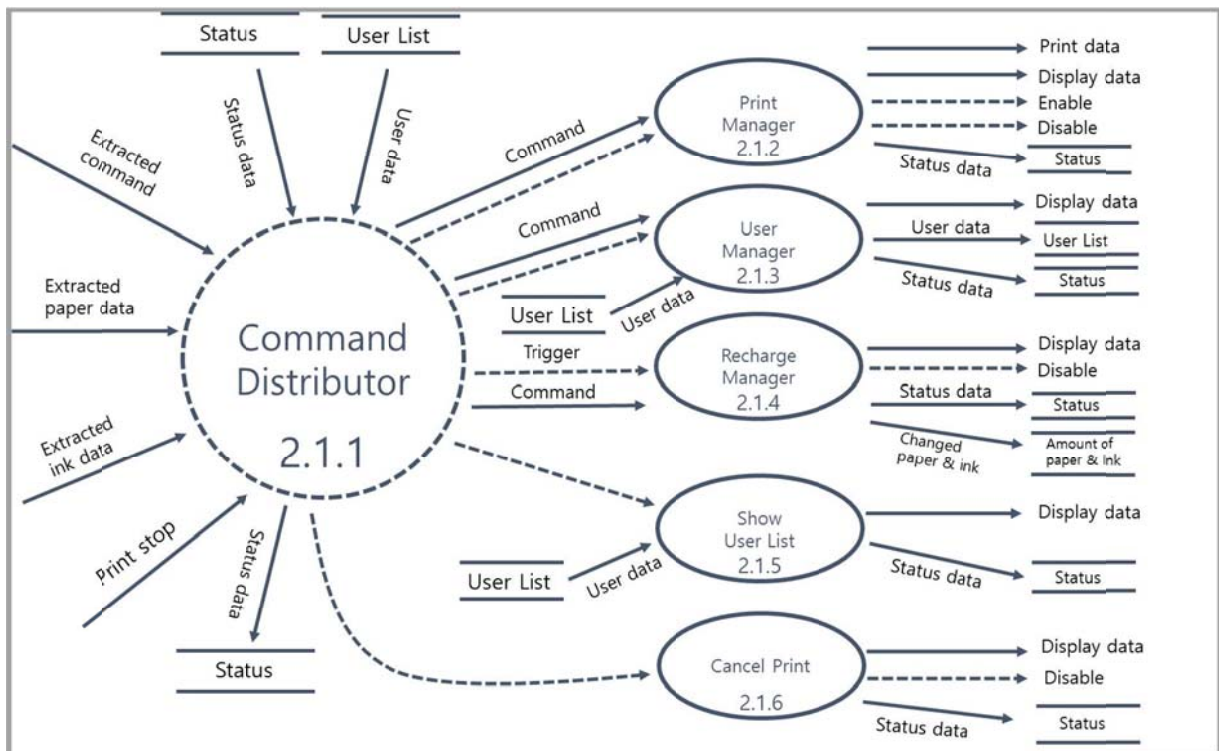 Status
User List
Status data
User data
Extracted
command
Extracted
paper data
Extracted
ink data
Print stop
Command
Distributor
2.1.1
Status data
Status
Command
Print
Manager
2.1.2
Print data
Display data
Enable
Disable
Status data
Status
Command
User
Manager
2.1.3
User List
User data
Display data
User data
User List
Status data
Status
Trigger
Command
Recharge
Manager
2.1.4
Display data
Disable
Status data
Status
Changed
paper & ink
Amount of
paper & Ink
Show
User List
2.1.5
User List
User data
Display data
Status data
Status
Cancel Print
2.1.6
Display data
Disable
Status data
Status